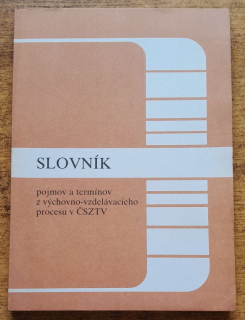 SLOVNÍK
pojmov a termínov
z výchovno-vzdelávacieho
procesu v ČSZTV